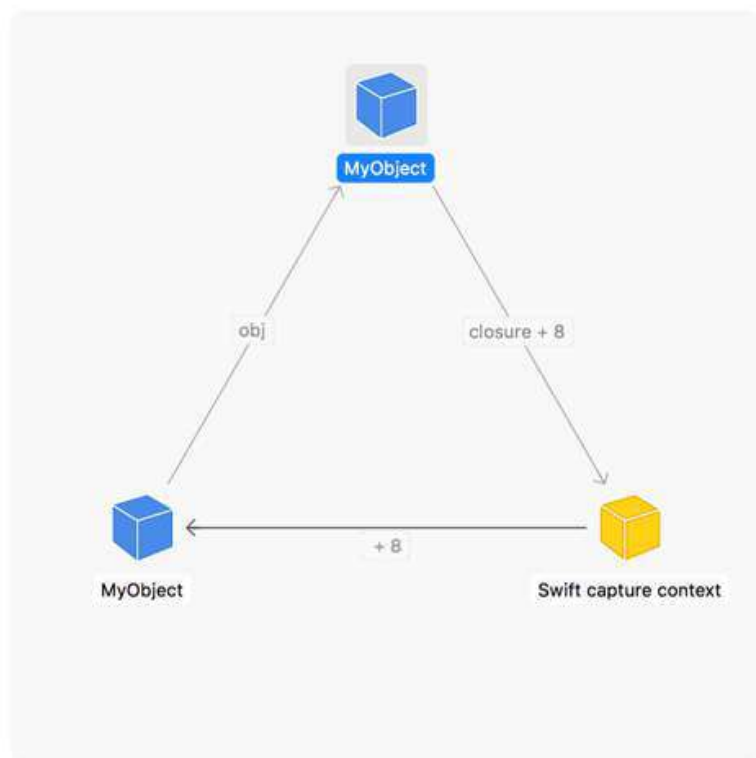 MyObject
obj
closure + 8
+ 8
MyObject
Swift capture context